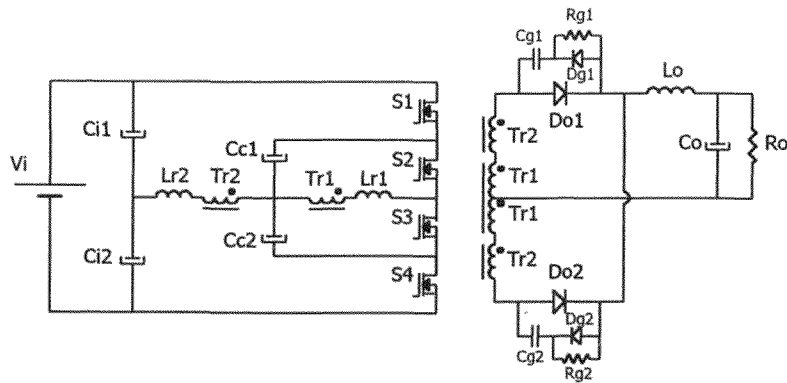 Rg1
Cg1
Dg1
Lo
Do1
S1
Tr2
Ci1
Cc1
S2
Co
Ro
Vi
Lr2
Tr2
Tr1
Lr1
Tr1
Tr1
S3
Cc2
Ci2
Tr2
S4
Do2
Dg2
Cg2
Rg2